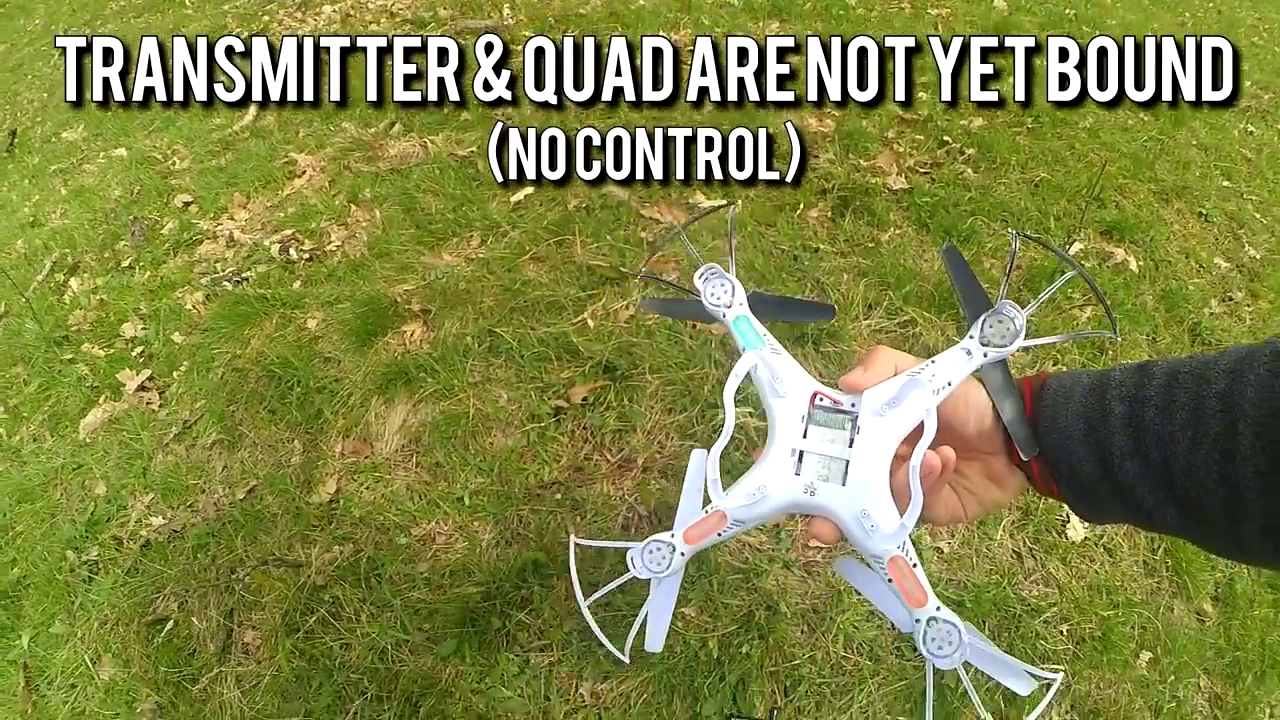 TRANSMITTER & QUAD ARE NOT YET BOUND
(NO CONTROL)